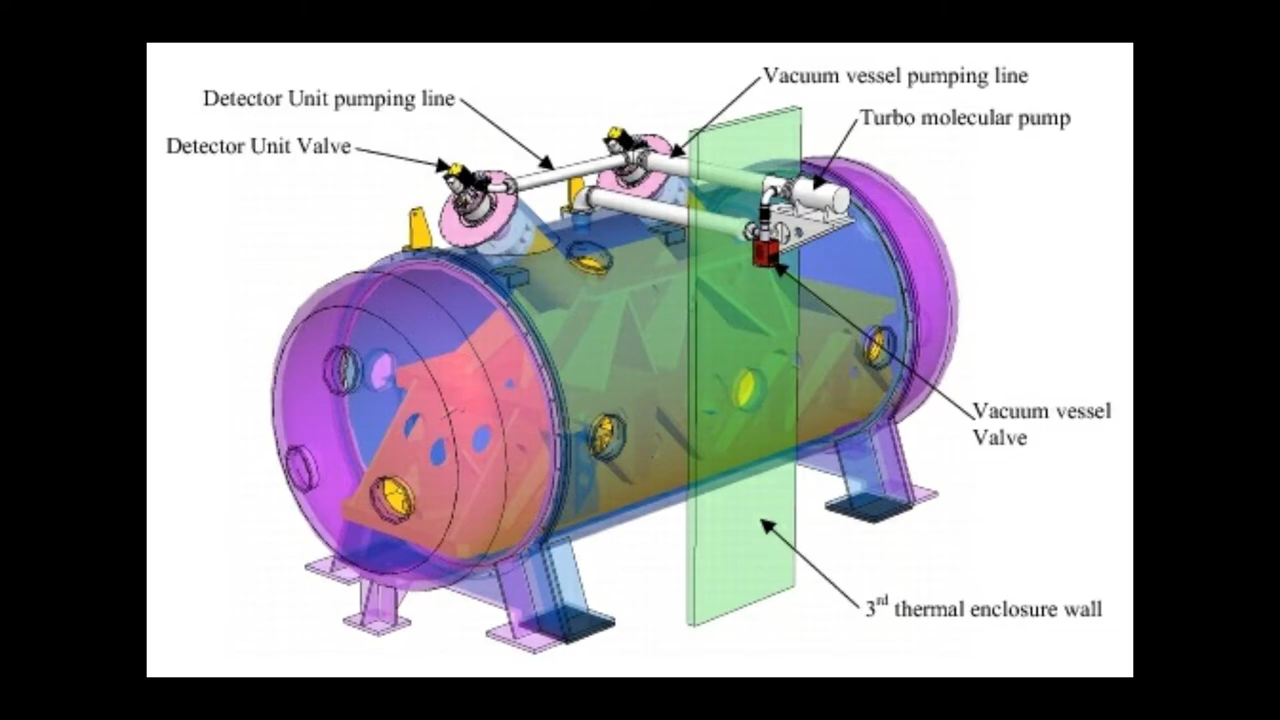 Vacuum vessel pumping line
Detector Unit pumping line
Turbo molecular pump
Detector Unit Valve
Vacuum vessel
Valve
3rd thermal enclosure wall